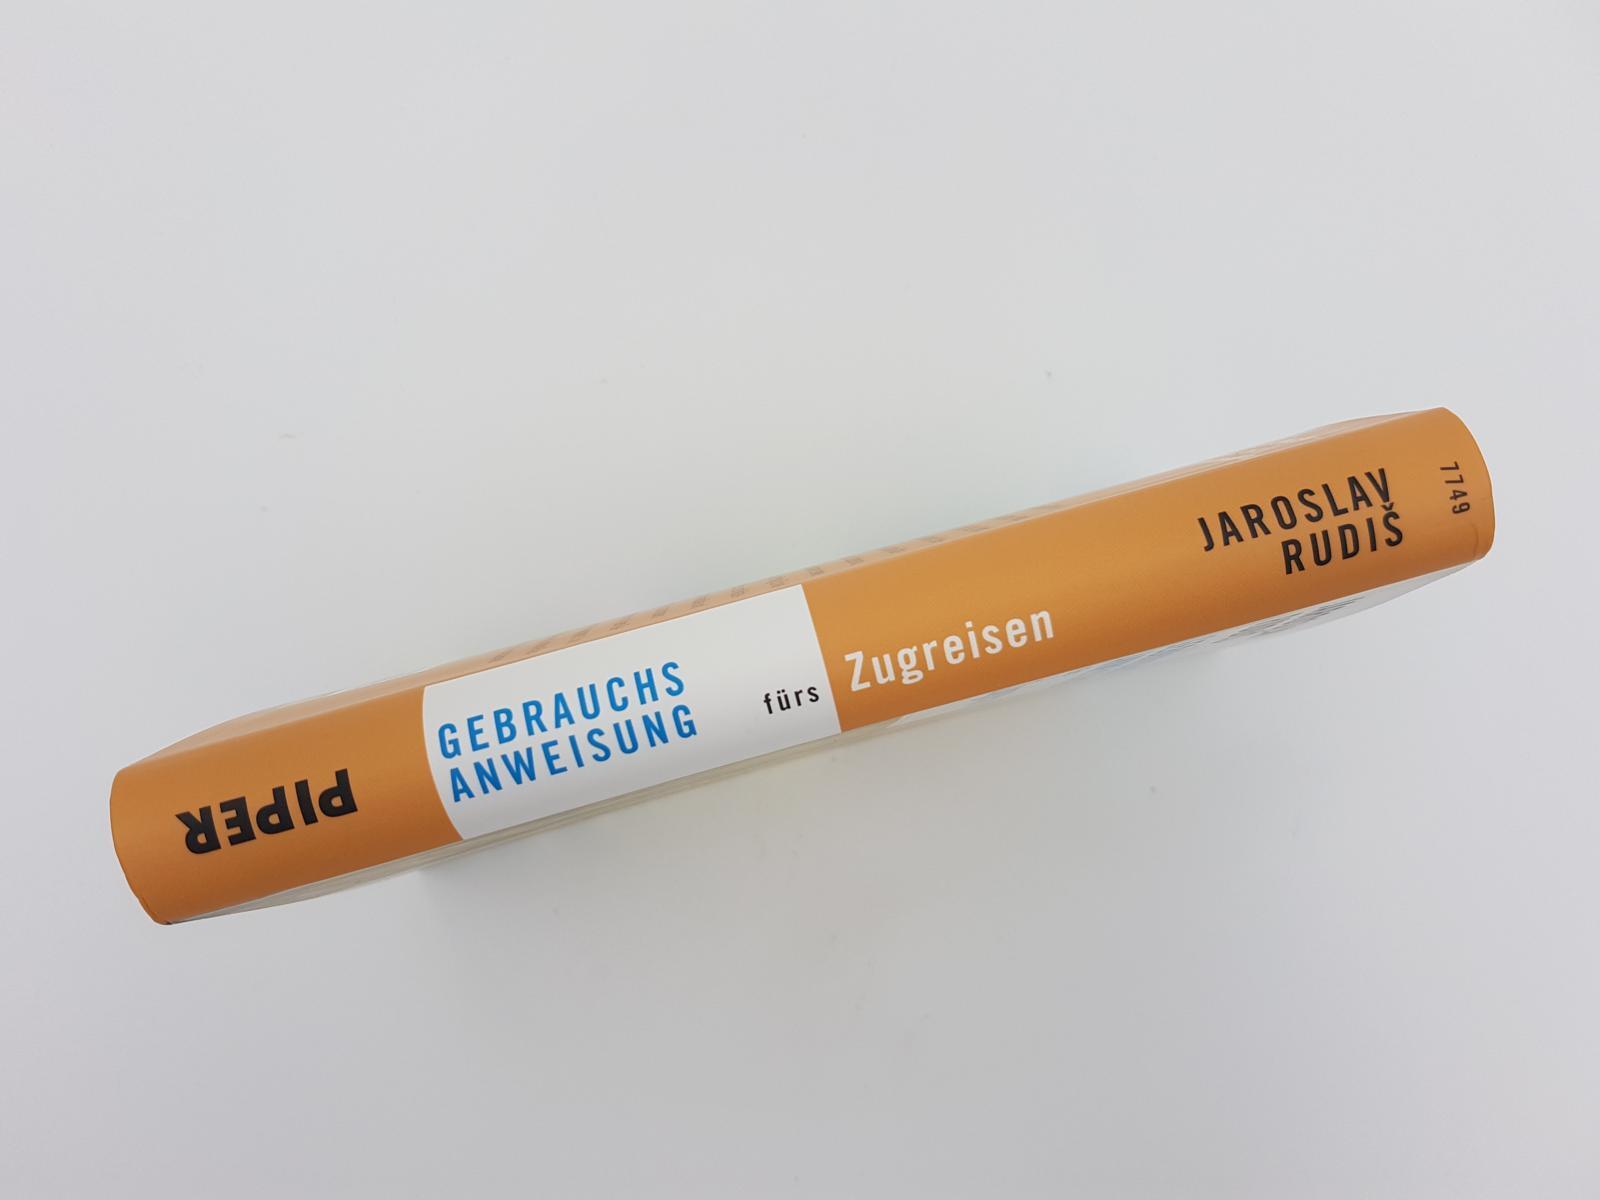 PIPER
GEBRAUCHS
ANWEISUNG
fürs
Zugreisen
JAROSLAV
RUDIŠ
7749